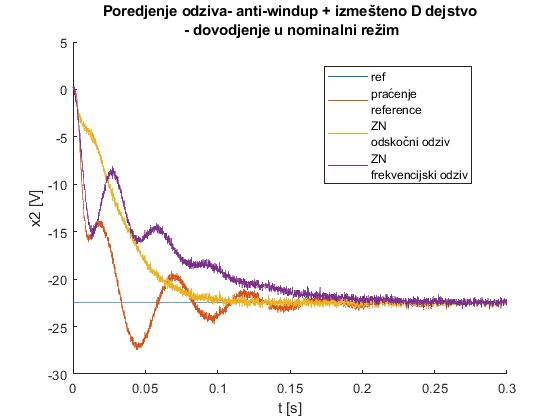 Poredjenje odziva- anti-windup + izmešteno D dejstvo
- dovodjenje u nominalni režim
5
0
-5
-10
-15
-20
-25
-30
x2 [V]
ref
praćenje
reference
ZN
odskočni odziv
ZN
frekvencijski odziv
0
0.05
0.1
0.15
0.2
0.25
0.3
t [s]